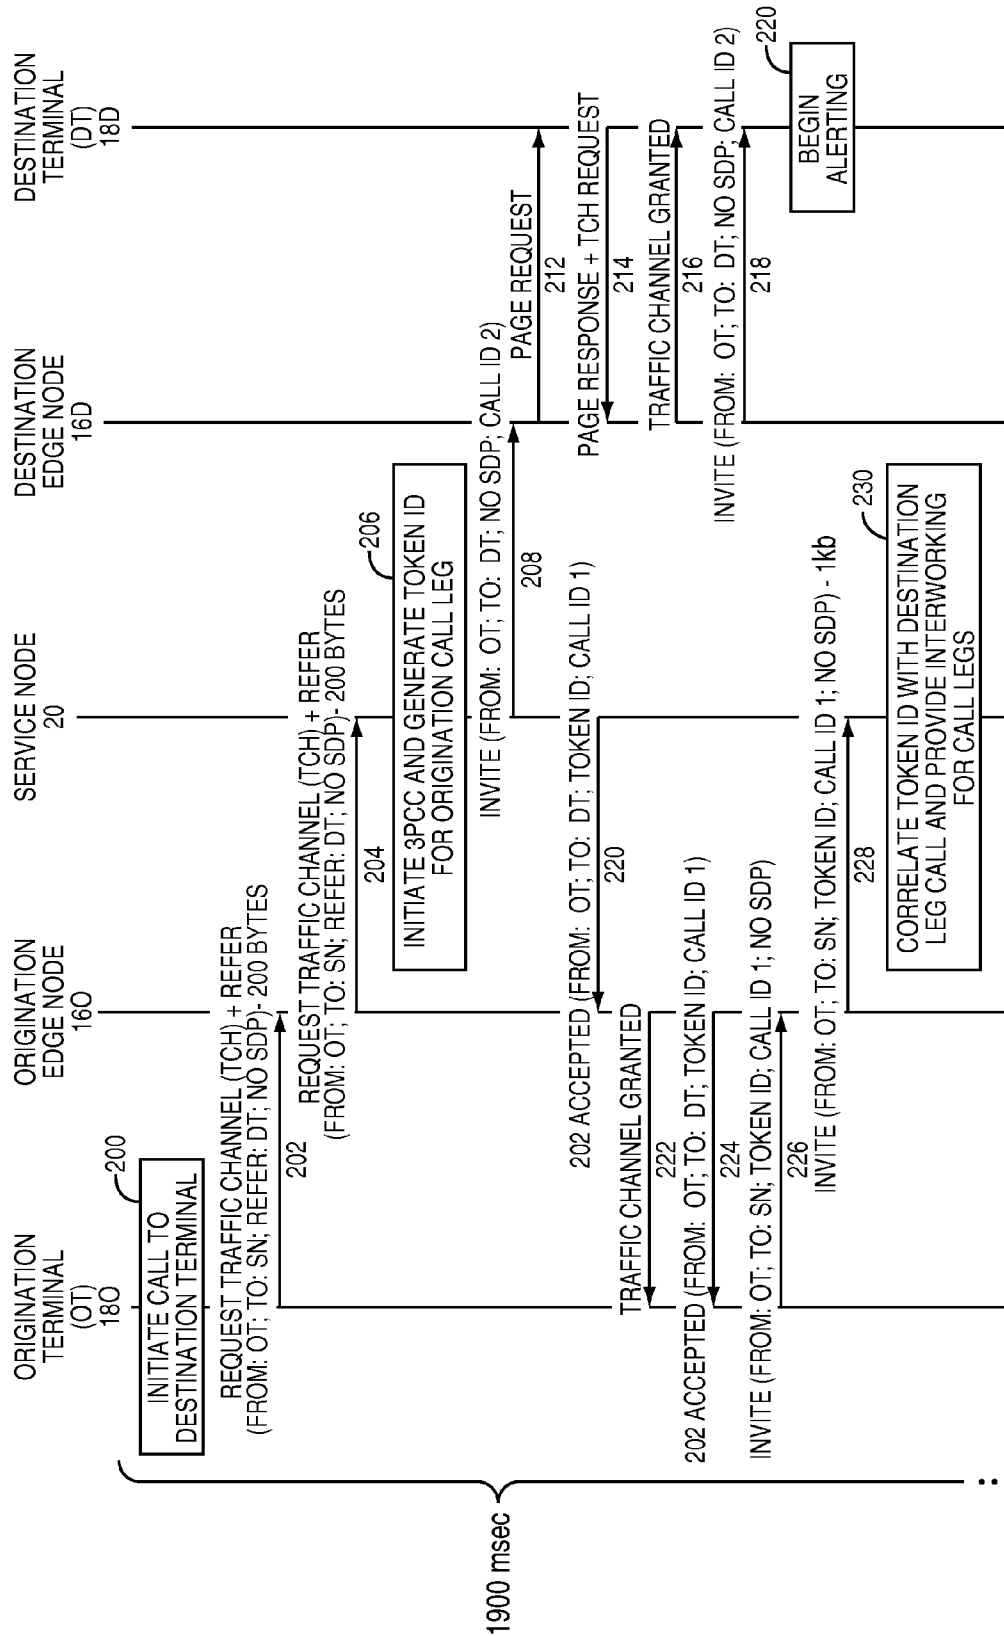 ORIGINATION
TERMINAL
(OT)
18O
ORIGINATION
EDGE NODE
16O
SERVICE NODE
20
DESTINATION
EDGE NODE
16D
DESTINATION
TERMINAL
(DT)
18D
200
INITIATE CALL TO
DESTINATION TERMINAL
REQUEST TRAFFIC CHANNEL (TCH) + REFER
(FROM: OT; TO: SN; REFER: DT; NO SDP)- 200 BYTES
202
REQUEST TRAFFIC CHANNEL (TCH) + REFER
(FROM: OT; TO: SN; REFER: DT; NO SDP)- 200 BYTES
204
206
INITIATE 3PCC AND GENERATE TOKEN ID
FOR ORIGINATION CALL LEG
INVITE (FROM: OT; TO: DT; NO SDP; CALL ID 2)
208
PAGE REQUEST
212
202 ACCEPTED (FROM: OT; TO: DT; TOKEN ID; CALL ID 1)
220
PAGE RESPONSE + TCH REQUEST
214
TRAFFIC CHANNEL GRANTED
222
TRAFFIC CHANNEL GRANTED
216
202 ACCEPTED (FROM: OT; TO: DT; TOKEN ID; CALL ID 1)
224
INVITE (FROM: OT; TO: DT; NO SDP; CALL ID 2)
218
INVITE (FROM: OT; TO: SN; TOKEN ID; CALL ID 1; NO SDP)
226
220
BEGIN
ALERTING
INVITE (FROM: OT; TO: SN; TOKEN ID; CALL ID 1; NO SDP) - 1kb
228
230
CORRELATE TOKEN ID WITH DESTINATION
LEG CALL AND PROVIDE INTERWORKING
FOR CALL LEGS
1900 msec